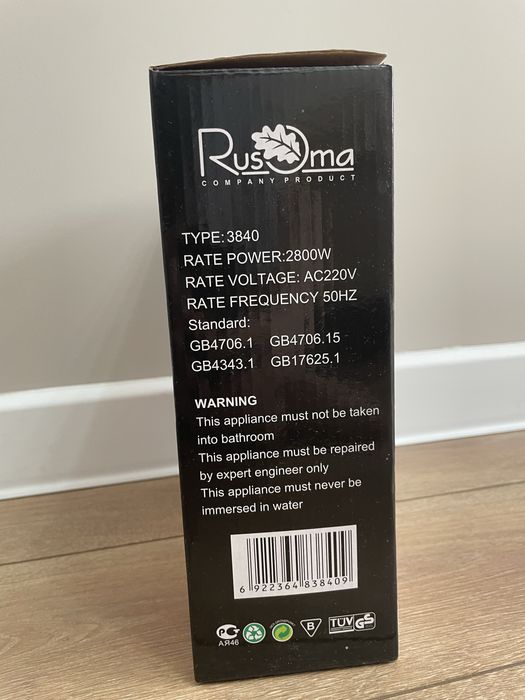 RusOma
COMPANY PRODUCT
TYPE: 3840
RATE POWER:2800W
RATE VOLTAGE: AC220V
RATE FREQUENCY 50HZ
Standard:
GB4706.1 GB4706.15
GB4343.1 GB17625.1
WARNING
This appliance must not be taken
into bathroom
This appliance must be repaired
by expert engineer only
This appliance must never be
immersed in water
6 922364 838409
АЯ46
B
TÜV GS